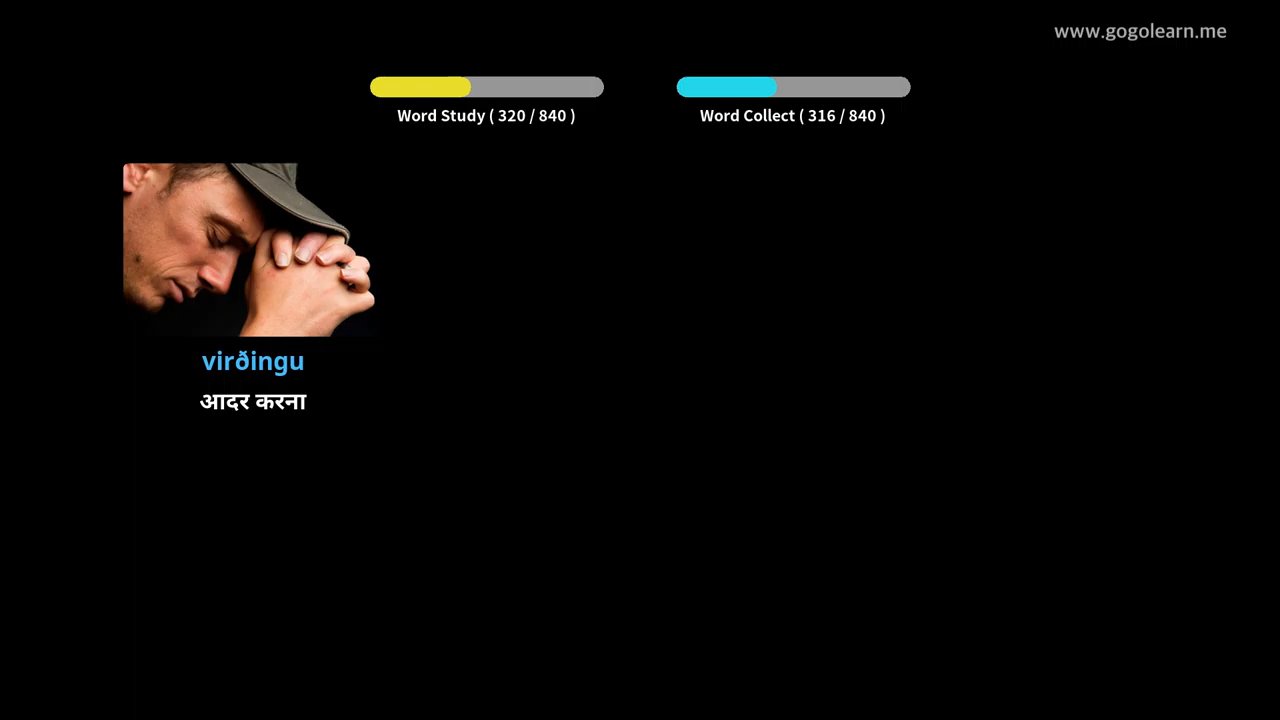 www.gogolearn.me
Word Study ( 320 / 840 )
Word Collect ( 316 / 840 )
virðingu
आदर करना